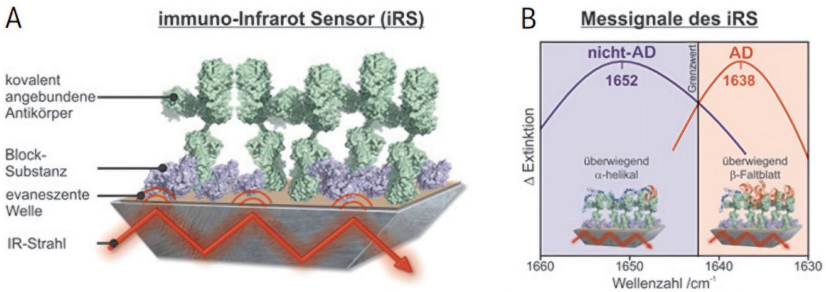 A
immuno-Infrarot Sensor (iRS)
kovalent
angebundene
Antikörper
Block-
Substanz
evaneszente
Welle
IR-Strahl
B
Messignale des iRS
nicht-AD
1652
Grenzwert
AD
1638
Δ Extinktion
überwiegend
α-helikal
überwiegend
β-Faltblatt
1660
1650
1640
1630
Wellenzahl /cm⁻¹